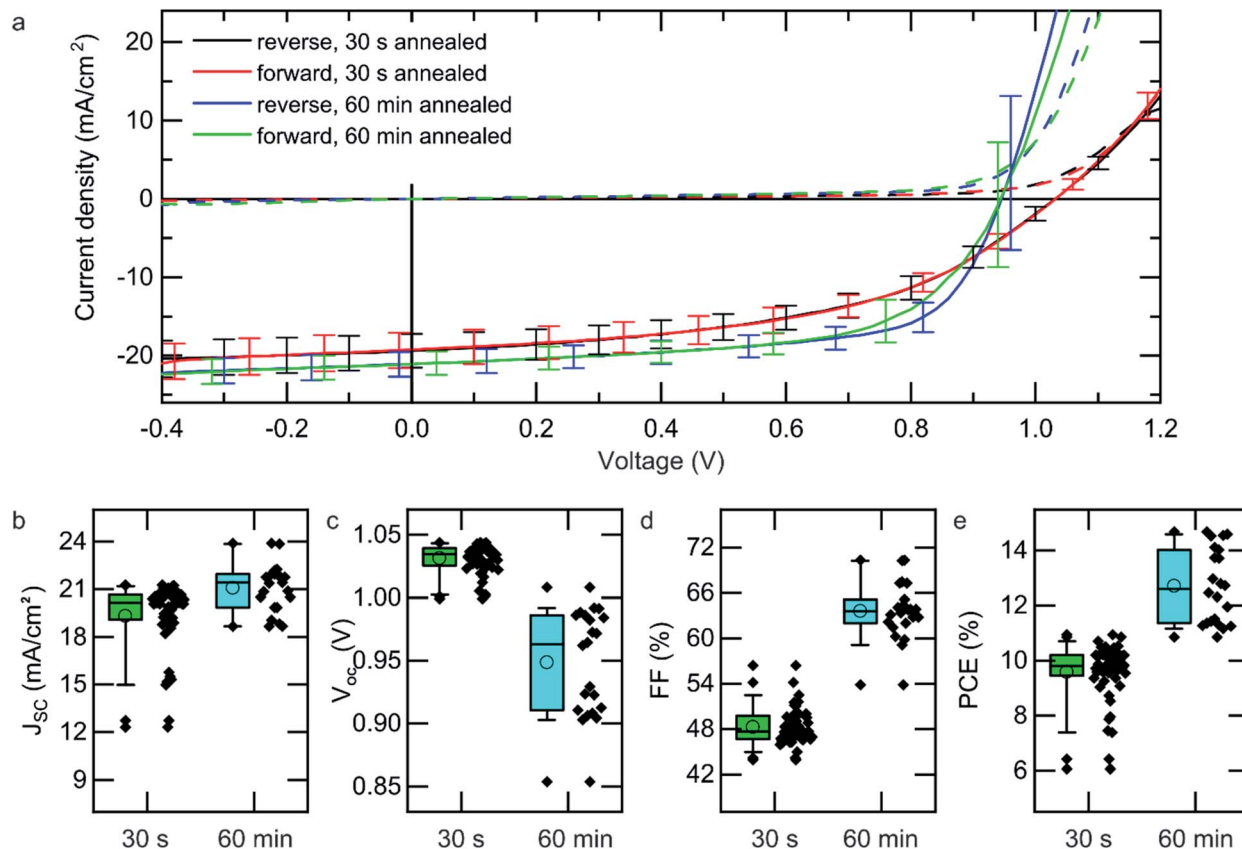 a
reverse, 30 s annealed
forward, 30 s annealed
reverse, 60 min annealed
forward, 60 min annealed
Current density (mA/cm²)
20
10
0
-10
-20
-0.4 -0.2 0.0 0.2 0.4 0.6 0.8 1.0 1.2
Voltage (V)
b
J_SC (mA/cm²)
24
21
18
15
12
9
30 s 60 min
c
V_oc (V)
1.05
1.00
0.95
0.90
0.85
30 s 60 min
d
FF (%)
72
66
60
54
48
42
30 s 60 min
e
PCE (%)
14
12
10
8
6
30 s 60 min